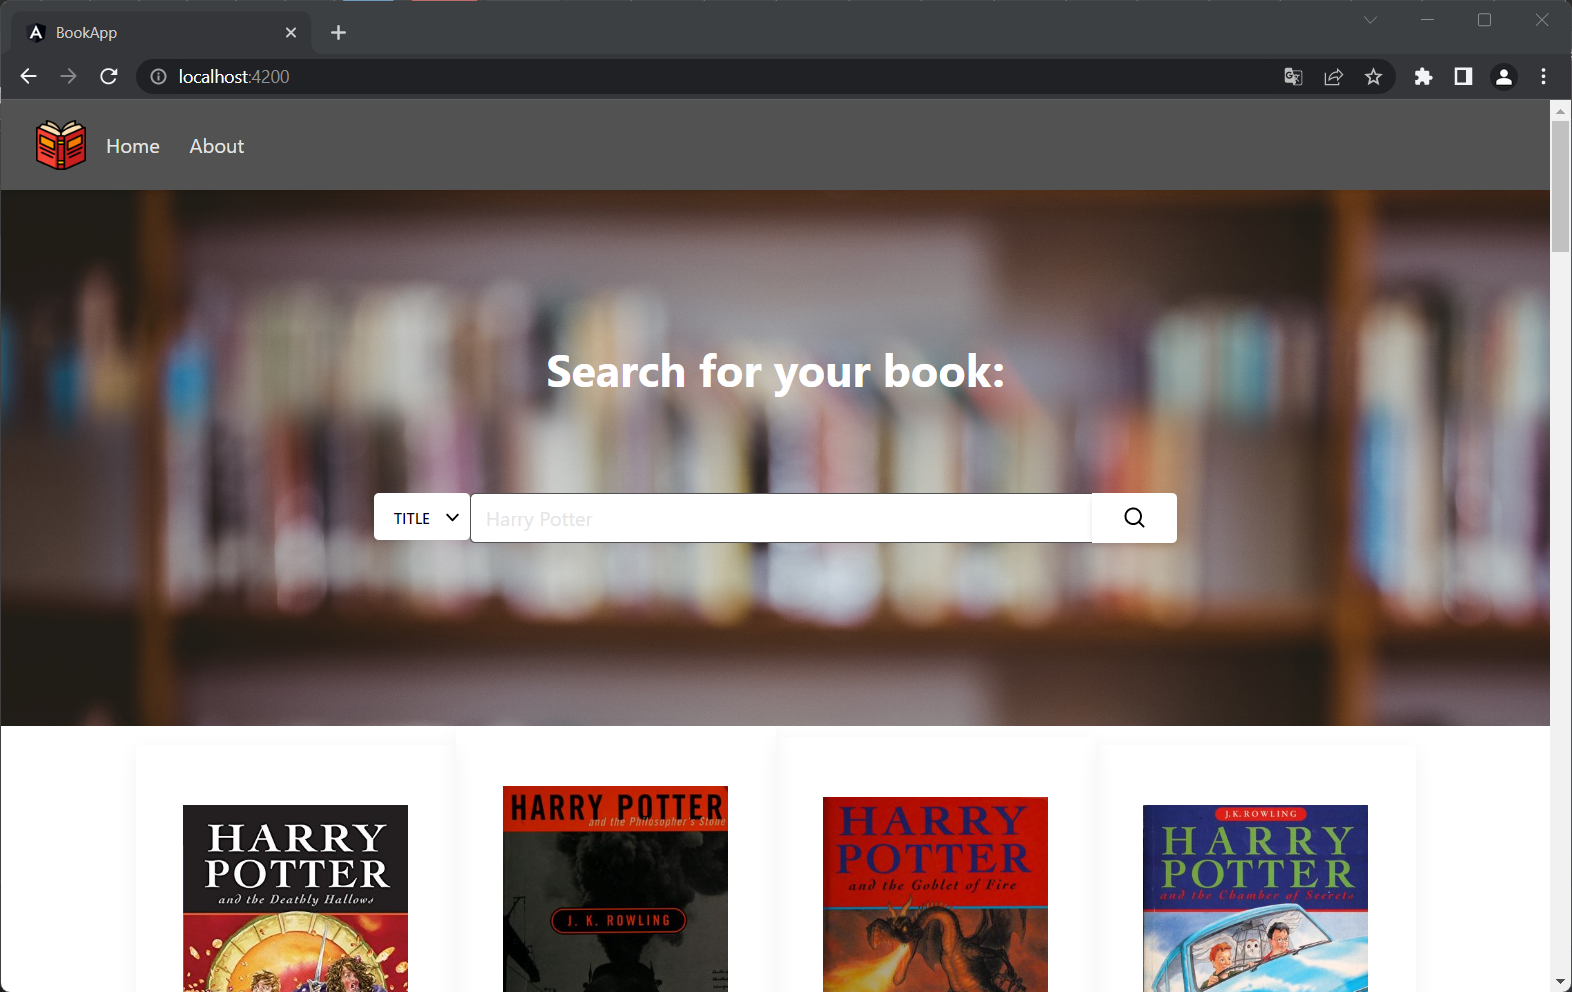 BookApp
localhost:4200
Home About
Search for your book:
TITLE
Harry Potter
HARRY
POTTER
and the Deathly Hallows
HARRY POTTER
and the Philosopher's Stone
J. K. ROWLING
HARRY
POTTER
and the Goblet of Fire
J.K. ROWLING
HARRY
POTTER
and the Chamber of Secrets